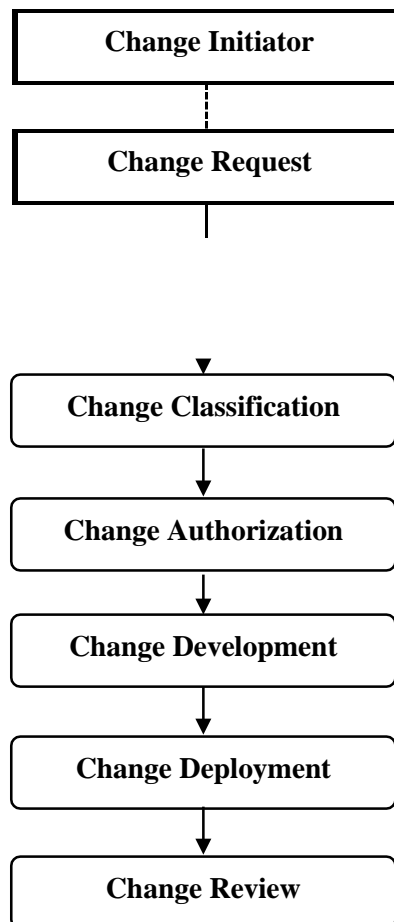 Change Initiator
Change Request
Change Classification
Change Authorization
Change Development
Change Deployment
Change Review